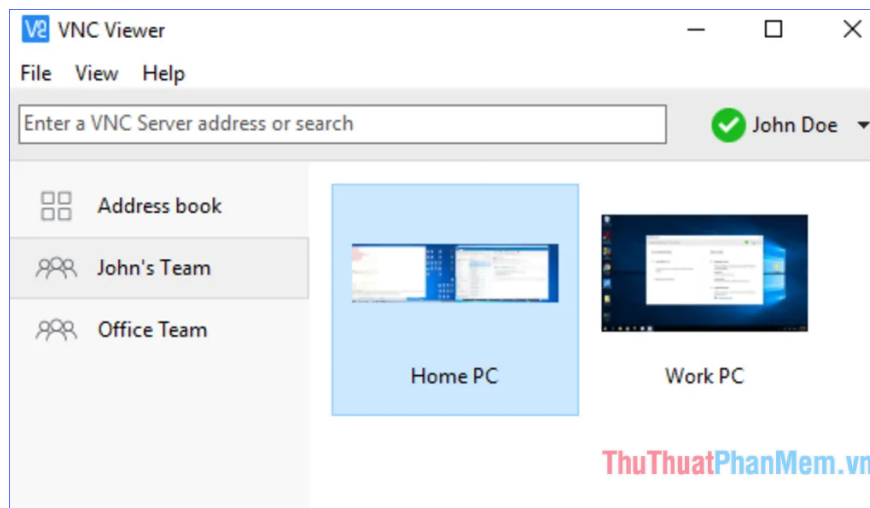 VNC Viewer
File View Help
Enter a VNC Server address or search
John Doe
Address book
John's Team
Office Team
Home PC
Work PC
ThuThuatPhanMem.vn